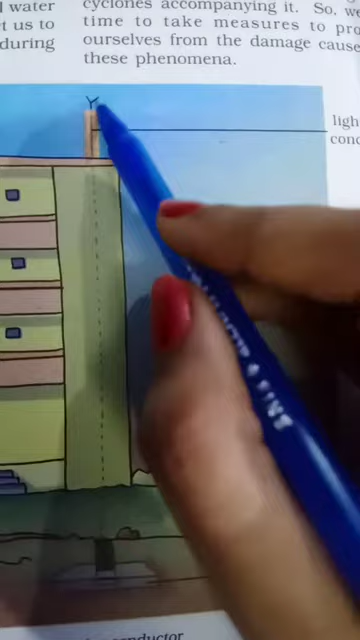 l water
t us to
during
cyclones accompanying it. So, we
time to take measures to pro
ourselves from the damage cause
these phenomena.
ligh
conc
conductor